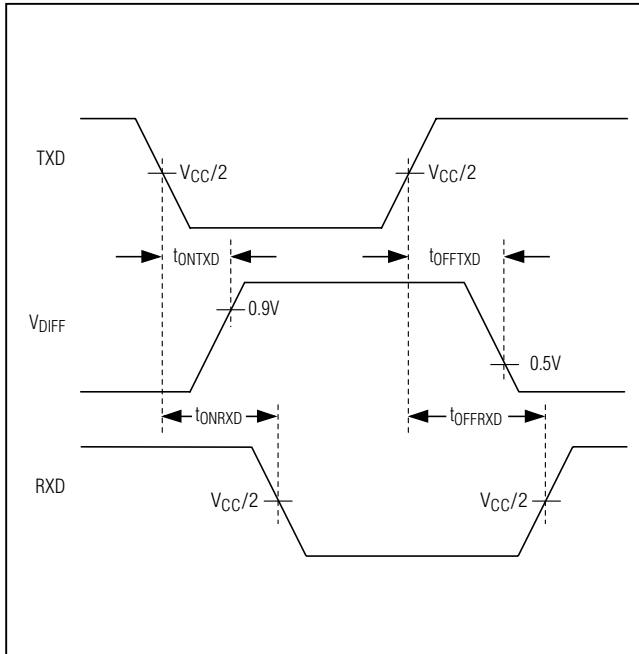 TXD
V_CC/2
V_CC/2
t_ONTXD
t_OFFTXD
V_DIFF
0.9V
0.5V
t_ONRXD
t_OFFRXD
RXD
V_CC/2
V_CC/2